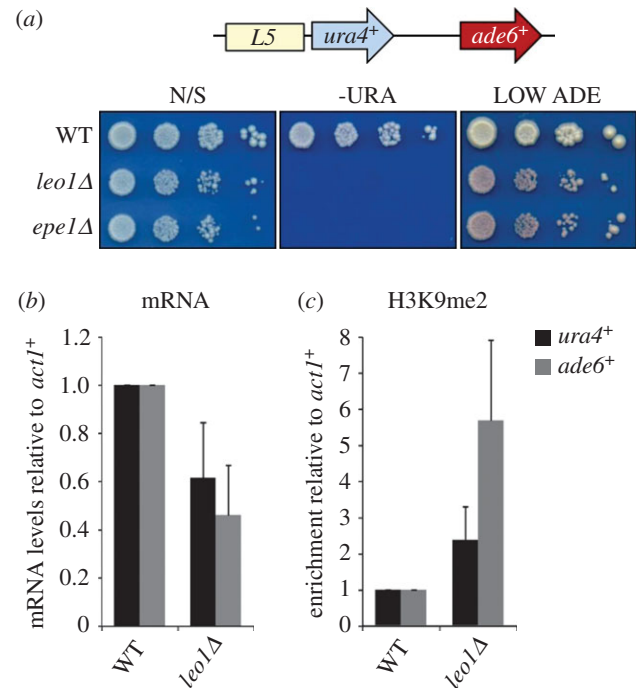 (a)
L5 ura4+ ade6+
N/S -URA LOW ADE
WT
leo1Δ
epe1Δ
(b) mRNA
mRNA levels relative to act1+
1.2
1.0
0.8
0.6
0.4
0.2
0
WT leo1Δ
(c) H3K9me2
enrichment relative to act1+
8
7
6
5
4
3
2
1
0
WT leo1Δ
ura4+
ade6+